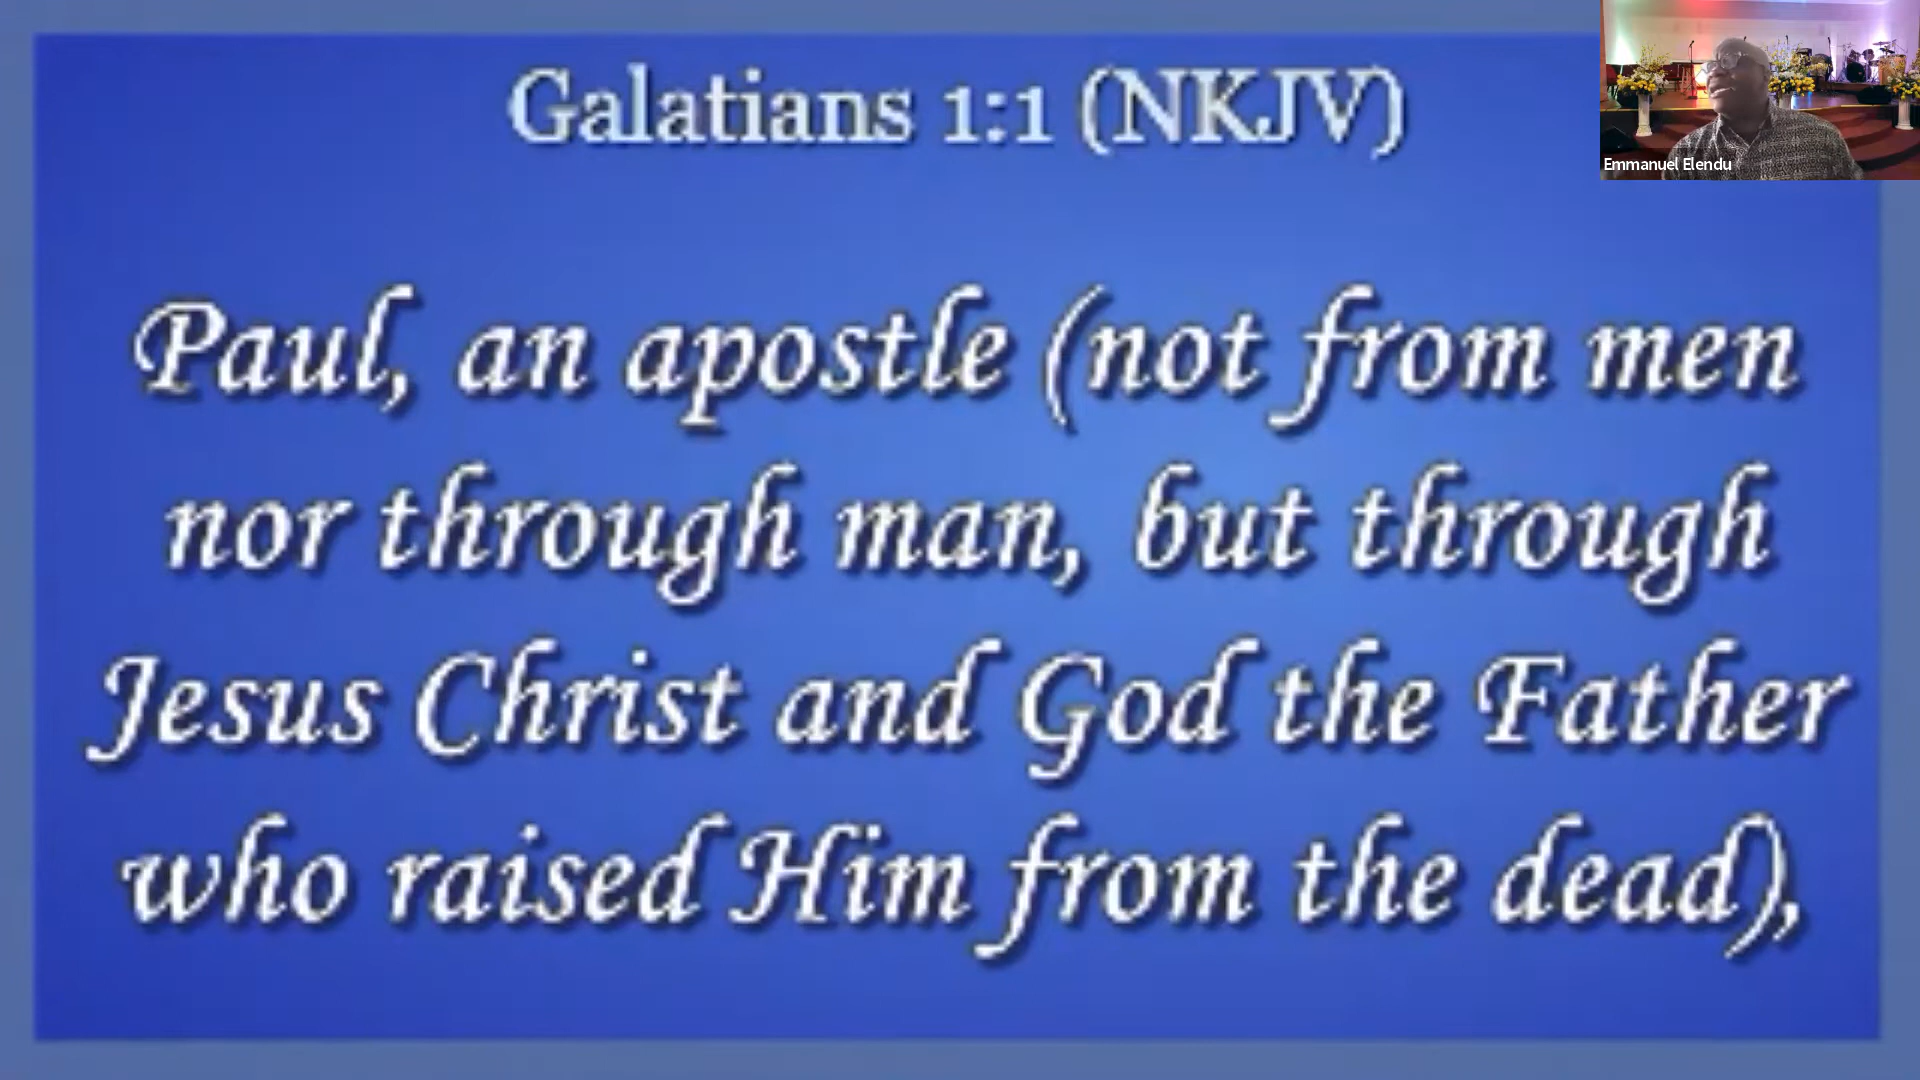 Galatians 1:1 (NKJV)
Paul, an apostle (not from men
nor through man, but through
Jesus Christ and God the Father
who raised Him from the dead),
Emmanuel Elendu